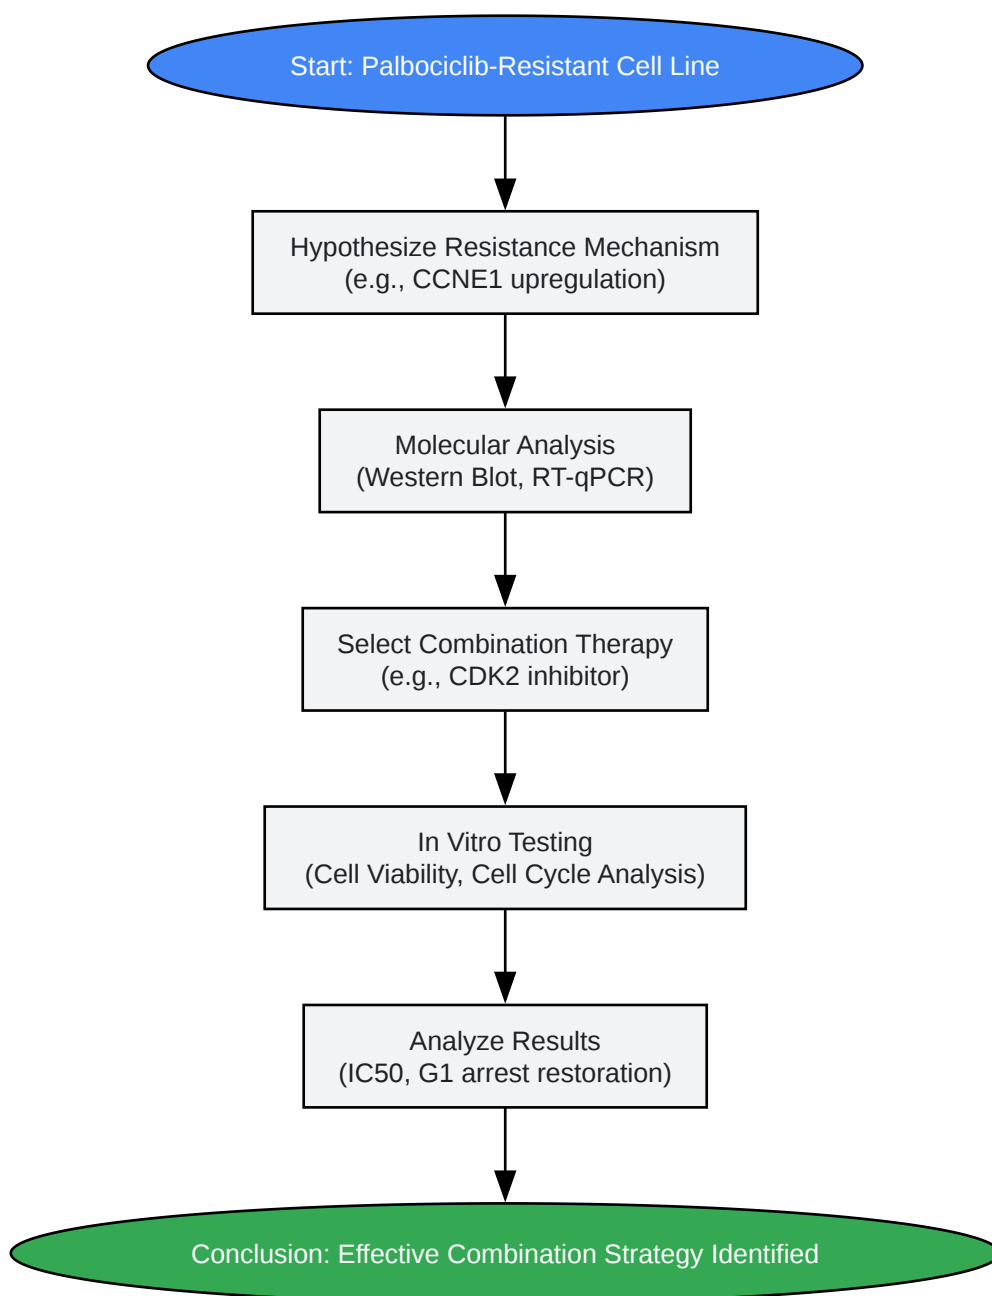 Start: Palbociclib-Resistant Cell Line
Hypothesize Resistance Mechanism
(e.g., CCNE1 upregulation)
Molecular Analysis
(Western Blot, RT-qPCR)
Select Combination Therapy
(e.g., CDK2 inhibitor)
In Vitro Testing
(Cell Viability, Cell Cycle Analysis)
Analyze Results
(IC50, G1 arrest restoration)
Conclusion: Effective Combination Strategy Identified